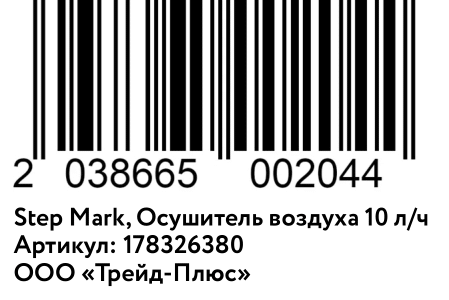 2 038665 002044
Step Mark, Осушитель воздуха 10 л/ч
Артикул: 178326380
ООО «Трейд-Плюс»